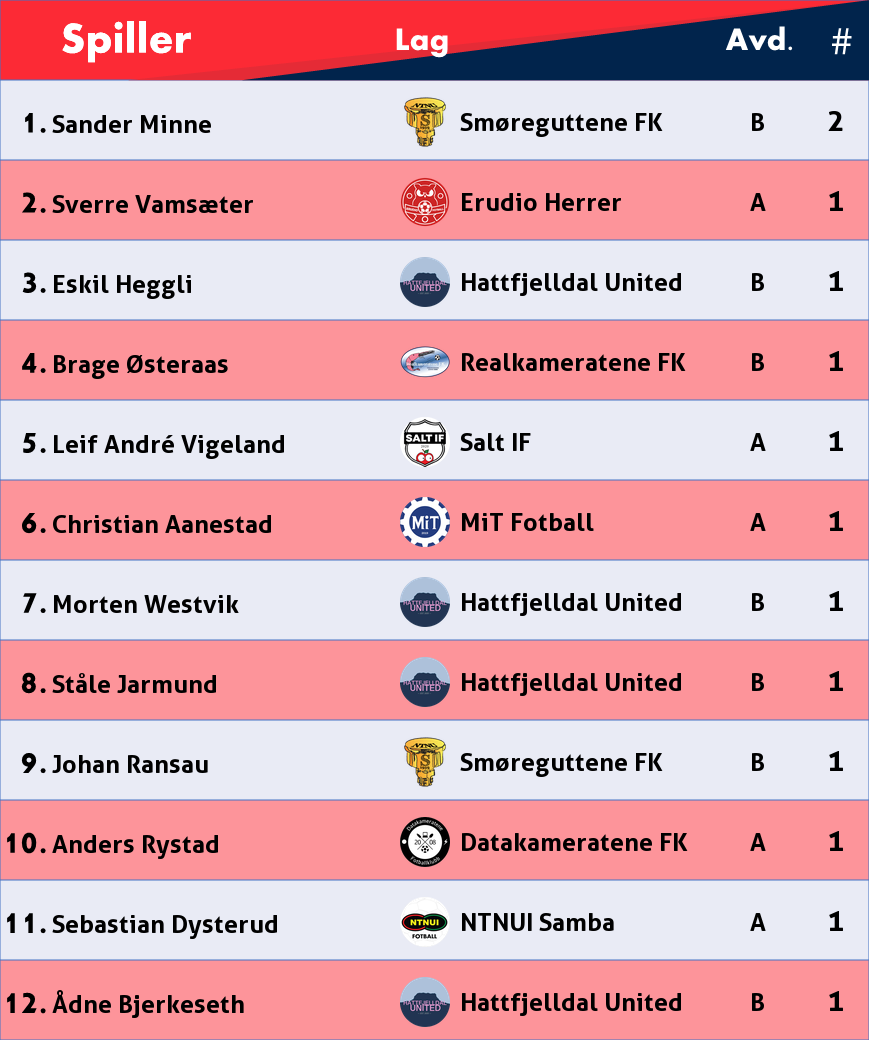 Spiller Lag Avd. #
1. Sander Minne Smøreguttene FK B 2
2. Sverre Vamsæter Erudio Herrer A 1
3. Eskil Heggli HATTFJELLDAL UNITED Hattfjelldal United B 1
4. Brage Østeraas Realkameratene FK B 1
5. Leif André Vigeland SALT IF Salt IF A 1
6. Christian Aanestad MiT MiT Fotball A 1
7. Morten Westvik HATTFJELLDAL UNITED Hattfjelldal United B 1
8. Ståle Jarmund HATTFJELLDAL UNITED Hattfjelldal United B 1
9. Johan Ransau Smøreguttene FK B 1
10. Anders Rystad Datakameratene 20 08 Fotballklubb Datakameratene FK A 1
11. Sebastian Dysterud NTNUI FOTBALL NTNUI Samba A 1
12. Ådne Bjerkeseth HATTFJELLDAL UNITED Hattfjelldal United B 1